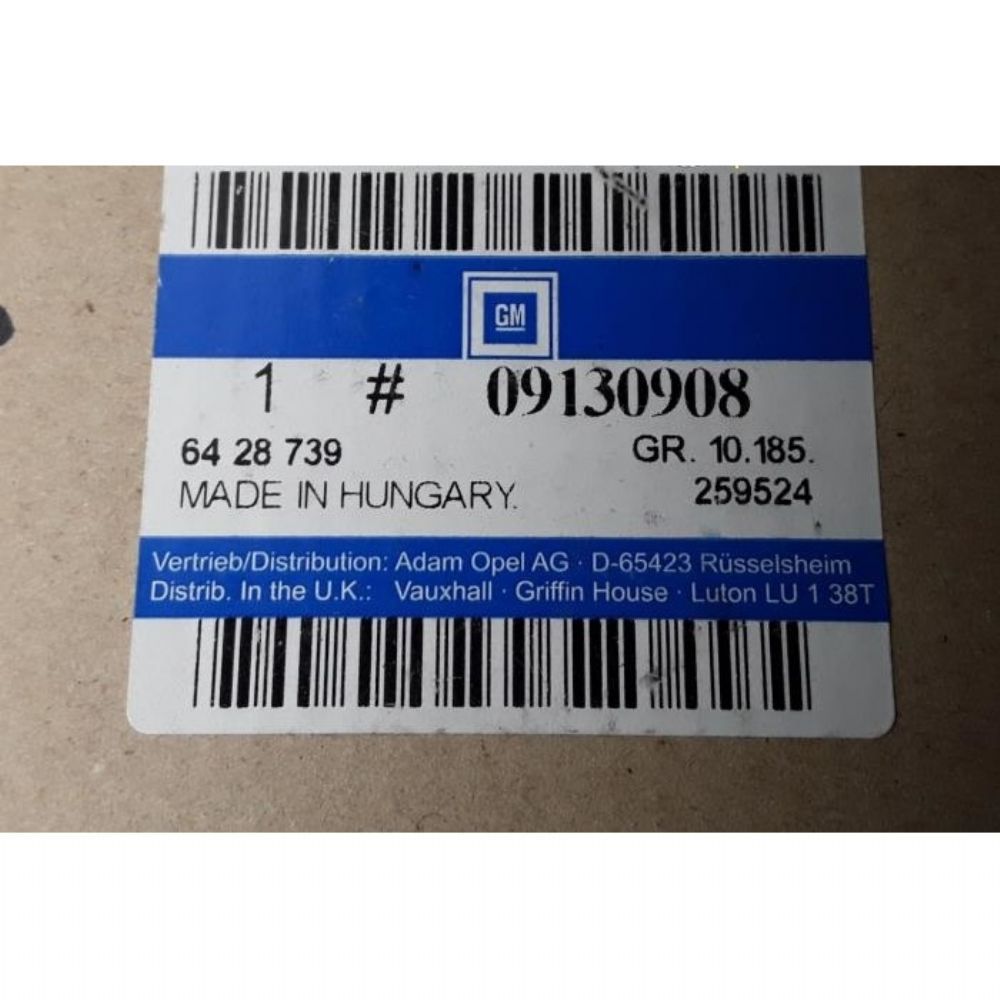 GM
1 # 09130908
64 28 739 GR. 10.185.
MADE IN HUNGARY. 259524
Vertrieb/Distribution: Adam Opel AG · D-65423 Rüsselsheim
Distrib. In the U.K.: Vauxhall · Griffin House · Luton LU 1 38T